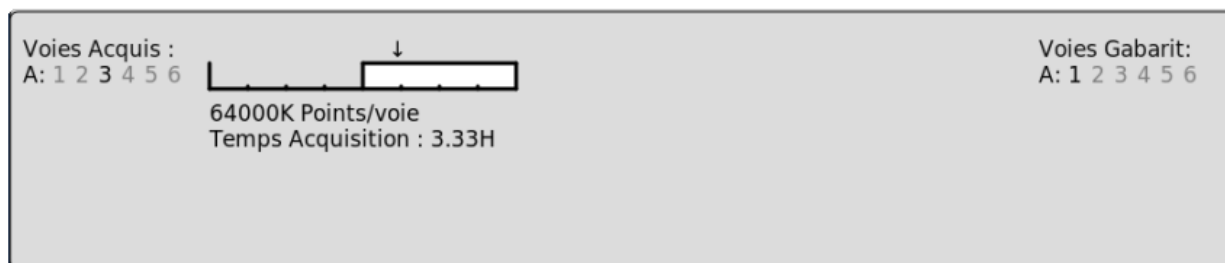 Voies Acquis :
A: 1 2 3 4 5 6
↓
64000K Points/voie
Temps Acquisition : 3.33H
Voies Gabarit:
A: 1 2 3 4 5 6